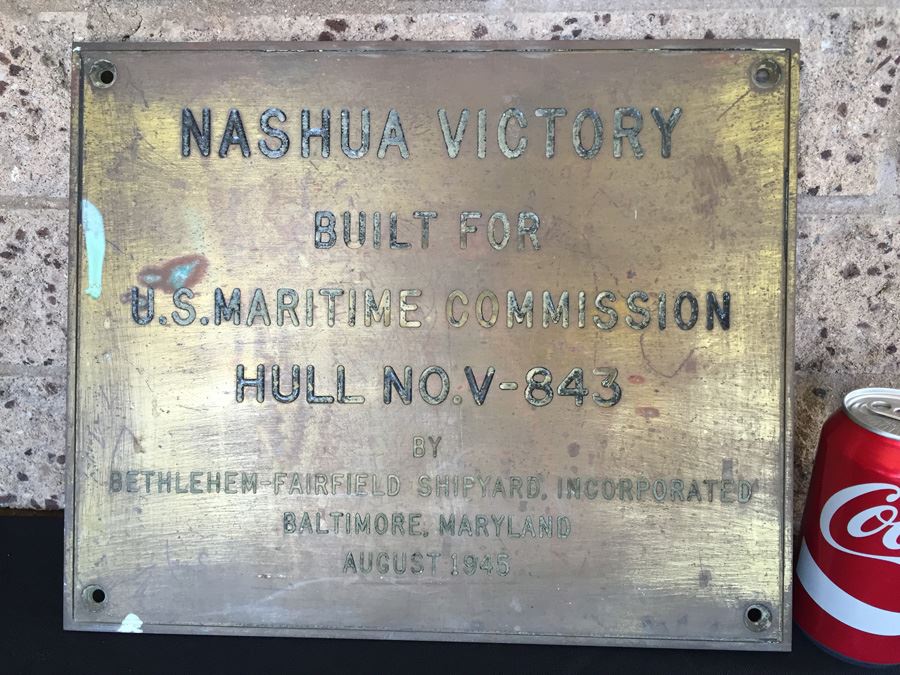 NASHUA VICTORY
BUILT FOR
U.S. MARITIME COMMISSION
HULL NO. V-843
BY
BETHLEHEM-FAIRFIELD SHIPYARD, INCORPORATED
BALTIMORE, MARYLAND
AUGUST 1945